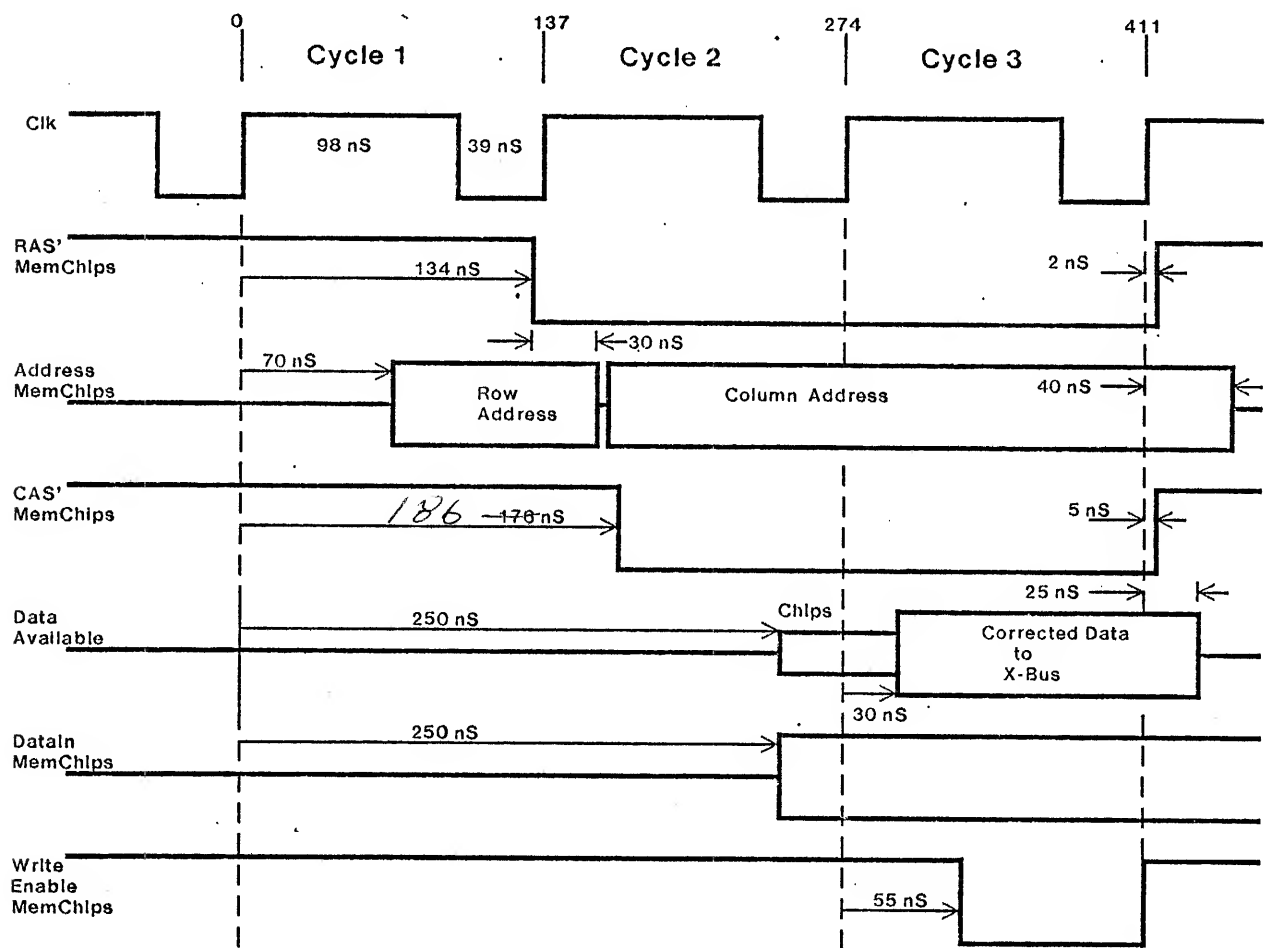 0 137 274 411
Cycle 1 Cycle 2 Cycle 3
Clk
98 nS 39 nS
RAS'
MemChips
134 nS 2 nS
30 nS
Address
MemChips
70 nS
Row
Address
Column Address
40 nS
CAS'
MemChips
186 176 nS
5 nS
25 nS
Data
Available
250 nS
Chips
Corrected Data
to
X-Bus
30 nS
DataIn
MemChips
250 nS
Write
Enable
MemChips
55 nS